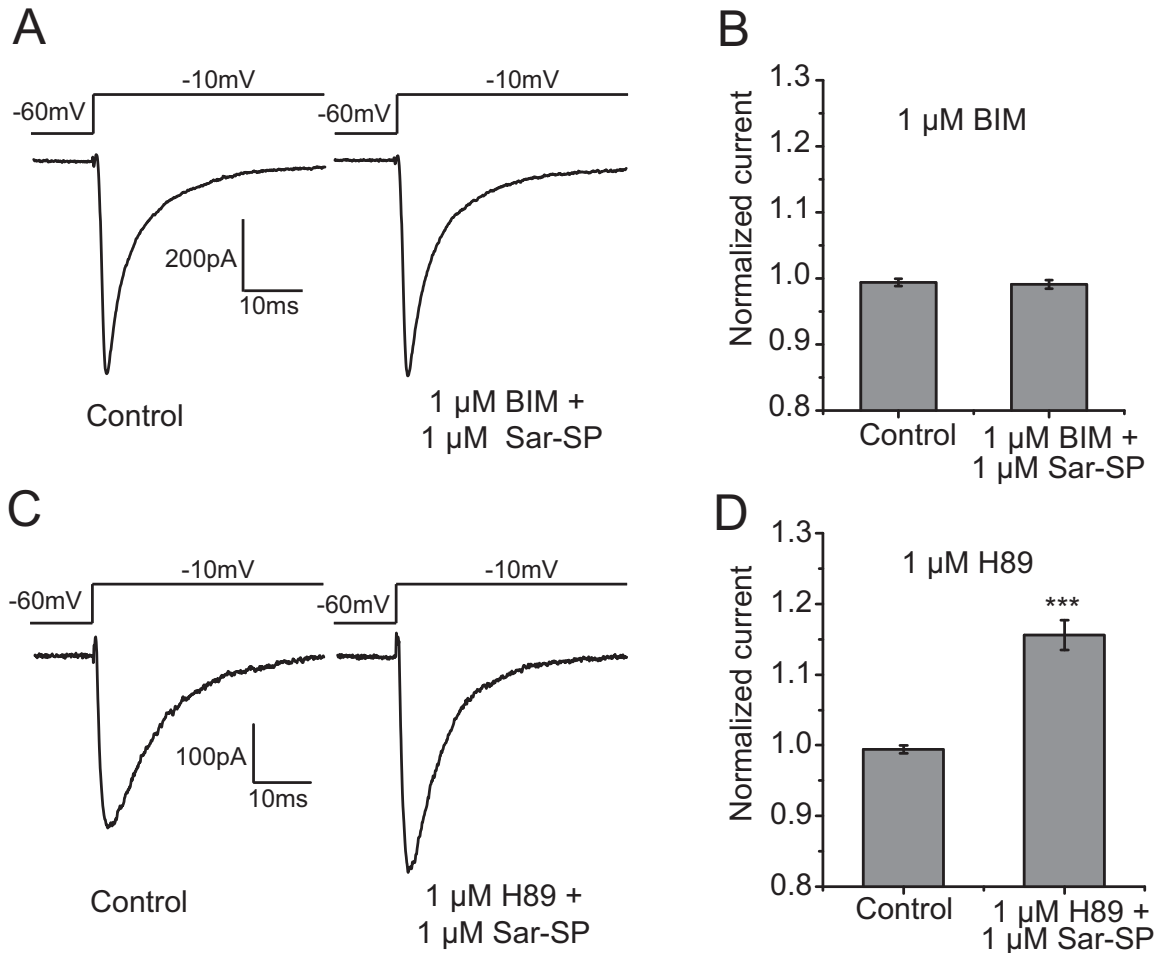 A
-10mV
-60mV
-10mV
-60mV
200pA
10ms
Control
1 µM BIM +
1 µM Sar-SP
B
1 µM BIM
Normalized current
1.3
1.2
1.1
1.0
0.9
0.8
Control
1 µM BIM +
1 µM Sar-SP
C
-10mV
-60mV
-10mV
-60mV
100pA
10ms
Control
1 µM H89 +
1 µM Sar-SP
D
1 µM H89
***
Normalized current
1.3
1.2
1.1
1.0
0.9
0.8
Control
1 µM H89 +
1 µM Sar-SP